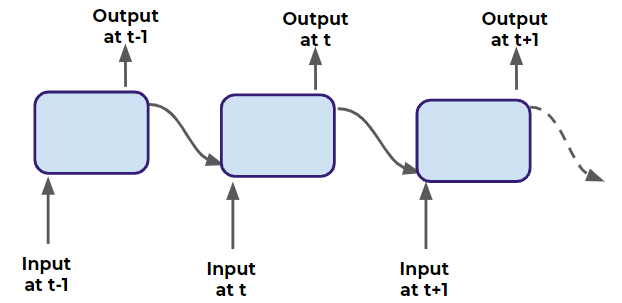 Output
at t-1
Output
at t
Output
at t+1
Input
at t-1
Input
at t
Input
at t+1